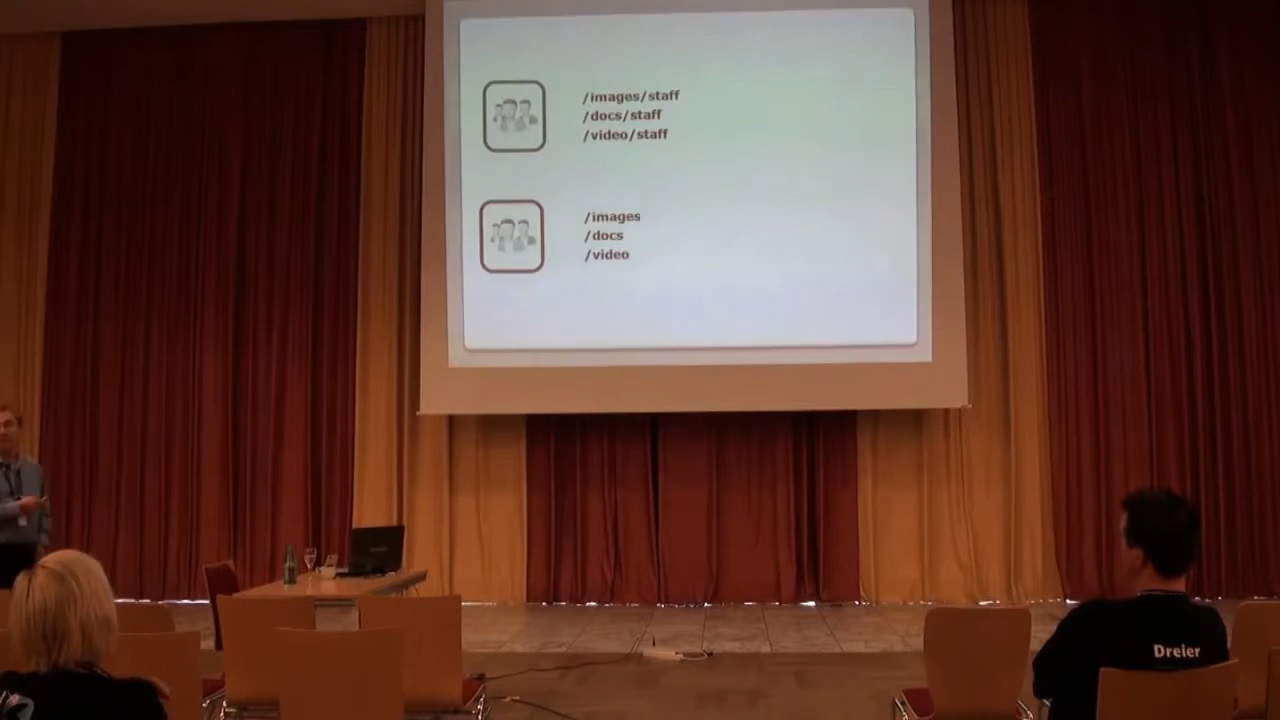 /images/staff
/docs/staff
/video/staff
/images
/docs
/video
Dreier